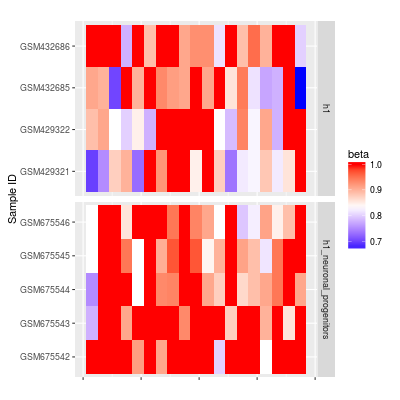 GSM432686
GSM432685
GSM429322
GSM429321
h1
GSM675546
GSM675545
GSM675544
GSM675543
GSM675542
h1_neuronal_progenitors
Sample ID
beta
1.0
0.9
0.8
0.7